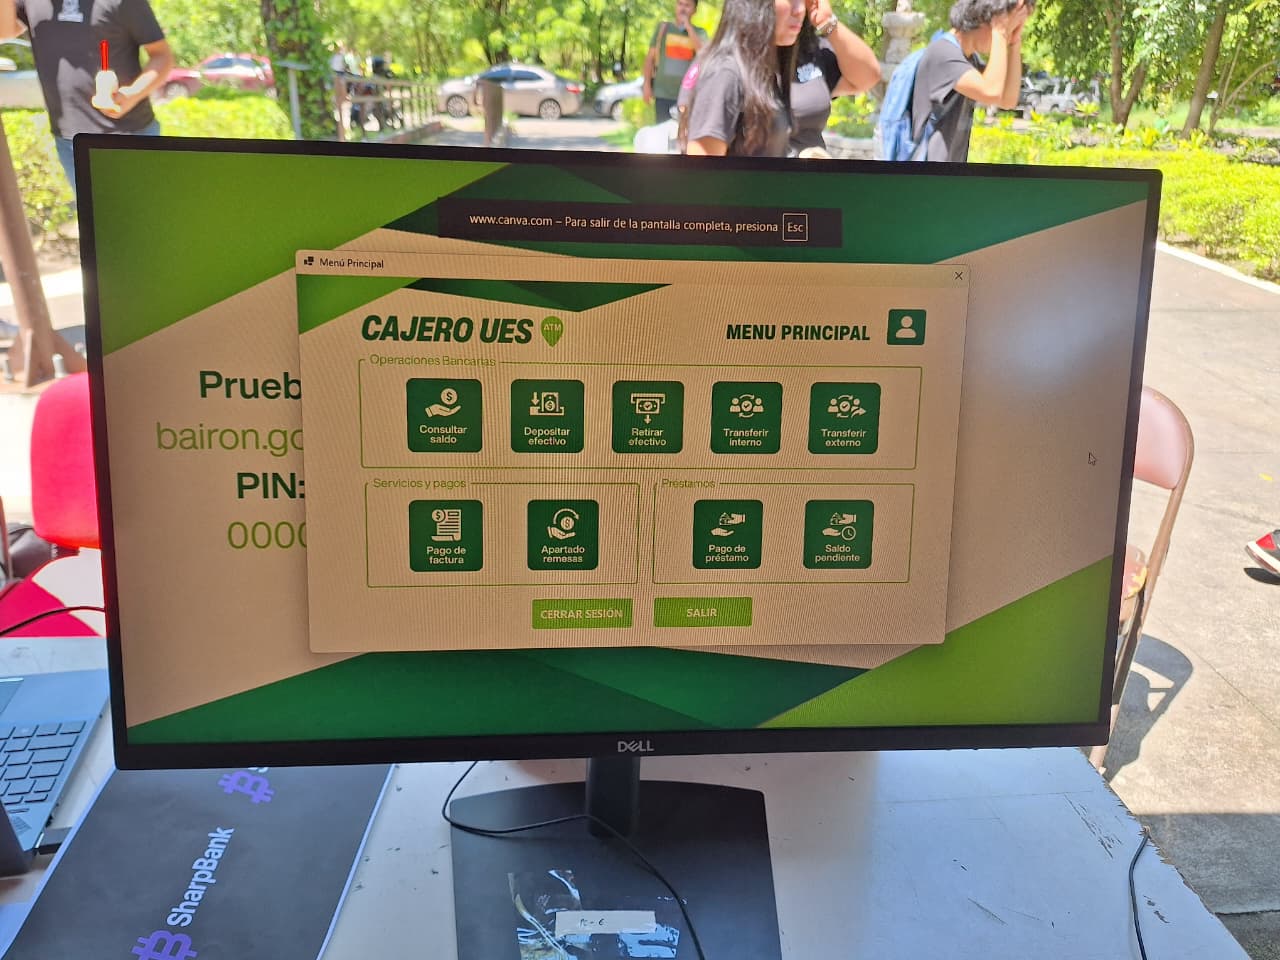 www.canva.com – Para salir de la pantalla completa, presiona Esc
Menú Principal
CAJERO UES ATM
MENU PRINCIPAL
Operaciones Bancarias
Consultar saldo
Depositar efectivo
Retirar efectivo
Transferir interno
Transferir externo
Servicios y pagos
Pago de factura
Apartado remesas
Préstamos
Pago de préstamo
Saldo pendiente
CERRAR SESIÓN
SALIR
Prueb
bairon.go
PIN:
0000
DELL
SharpBank